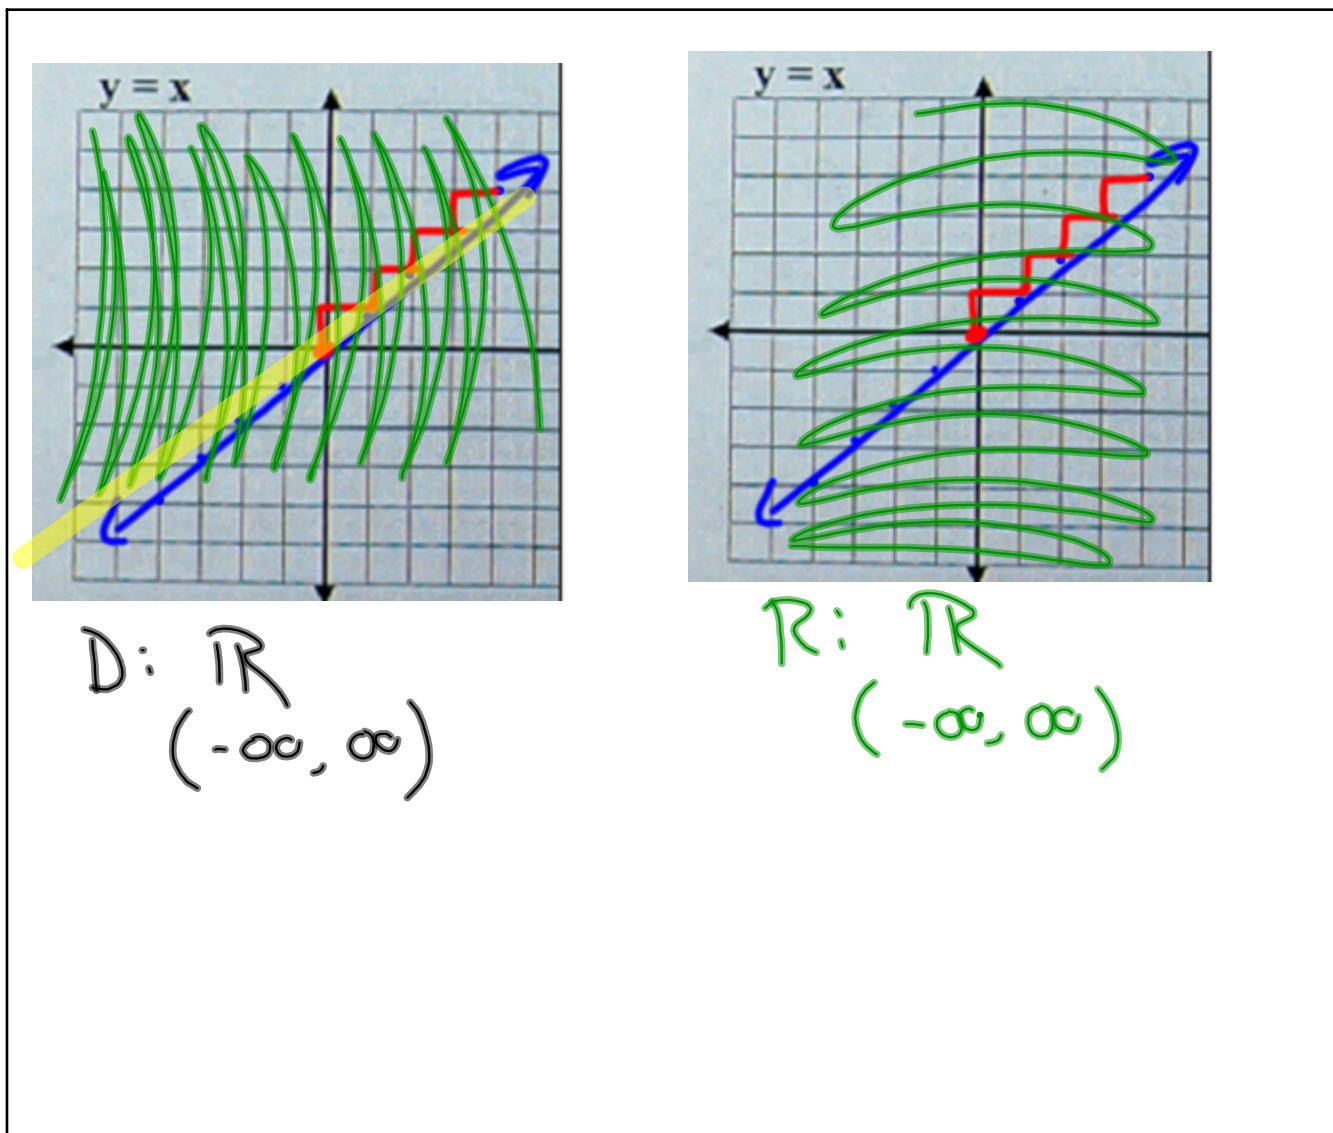 y = x
y = x
D: ℝ
(-∞, ∞)
R: ℝ
(-∞, ∞)